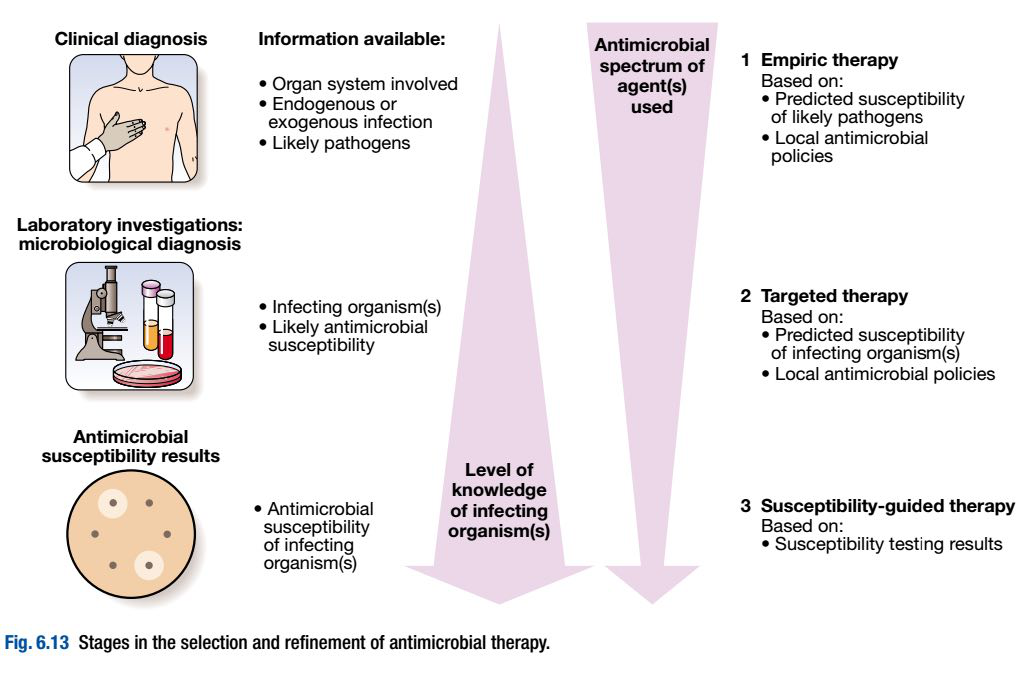 Clinical diagnosis
Information available:
• Organ system involved
• Endogenous or
exogenous infection
• Likely pathogens
Antimicrobial
spectrum of
agent(s)
used
1 Empiric therapy
Based on:
• Predicted susceptibility
of likely pathogens
• Local antimicrobial
policies
Laboratory investigations:
microbiological diagnosis
• Infecting organism(s)
• Likely antimicrobial
susceptibility
2 Targeted therapy
Based on:
• Predicted susceptibility
of infecting organism(s)
• Local antimicrobial policies
Antimicrobial
susceptibility results
• Antimicrobial
susceptibility
of infecting
organism(s)
Level of
knowledge
of infecting
organism(s)
3 Susceptibility-guided therapy
Based on:
• Susceptibility testing results
Fig. 6.13 Stages in the selection and refinement of antimicrobial therapy.